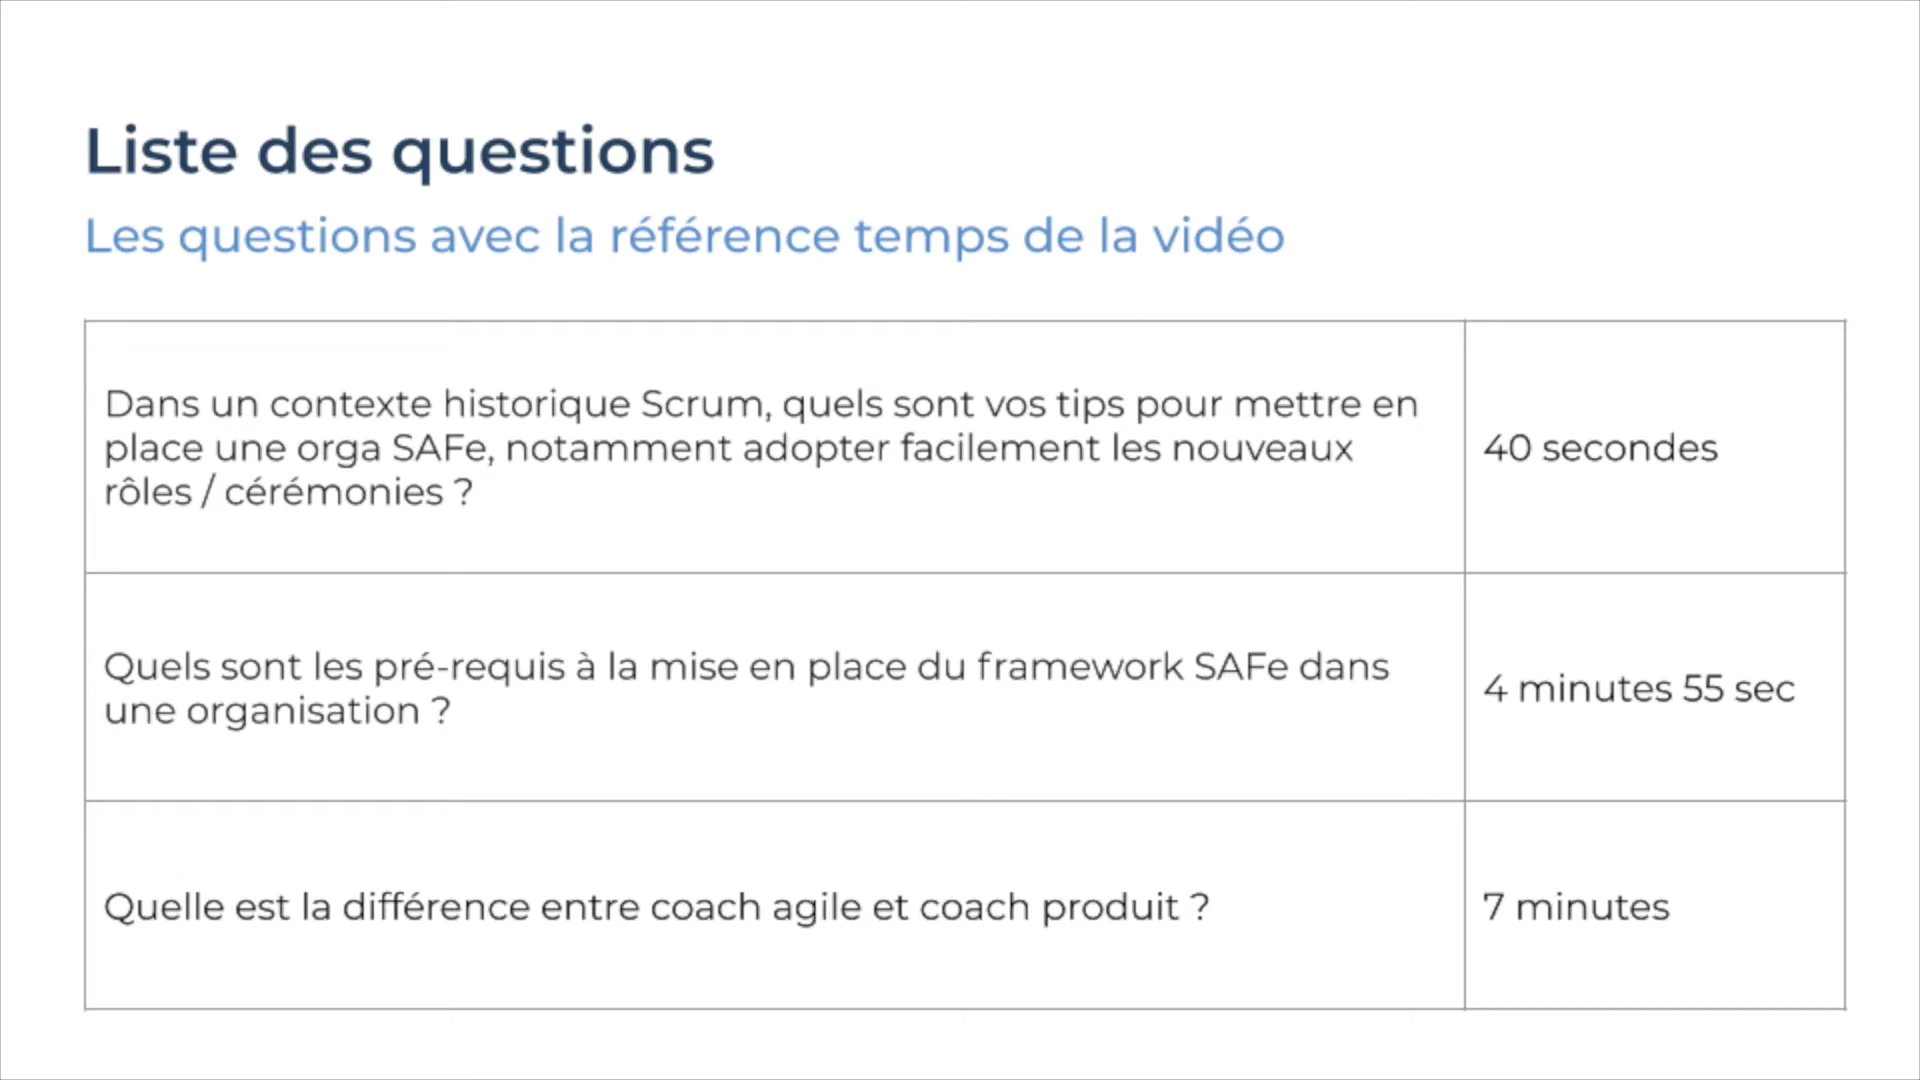 Liste des questions
Les questions avec la référence temps de la vidéo
Dans un contexte historique Scrum, quels sont vos tips pour mettre en
place une orga SAFe, notamment adopter facilement les nouveaux
rôles / cérémonies ?
40 secondes
Quels sont les pré-requis à la mise en place du framework SAFe dans
une organisation ?
4 minutes 55 sec
Quelle est la différence entre coach agile et coach produit ?
7 minutes